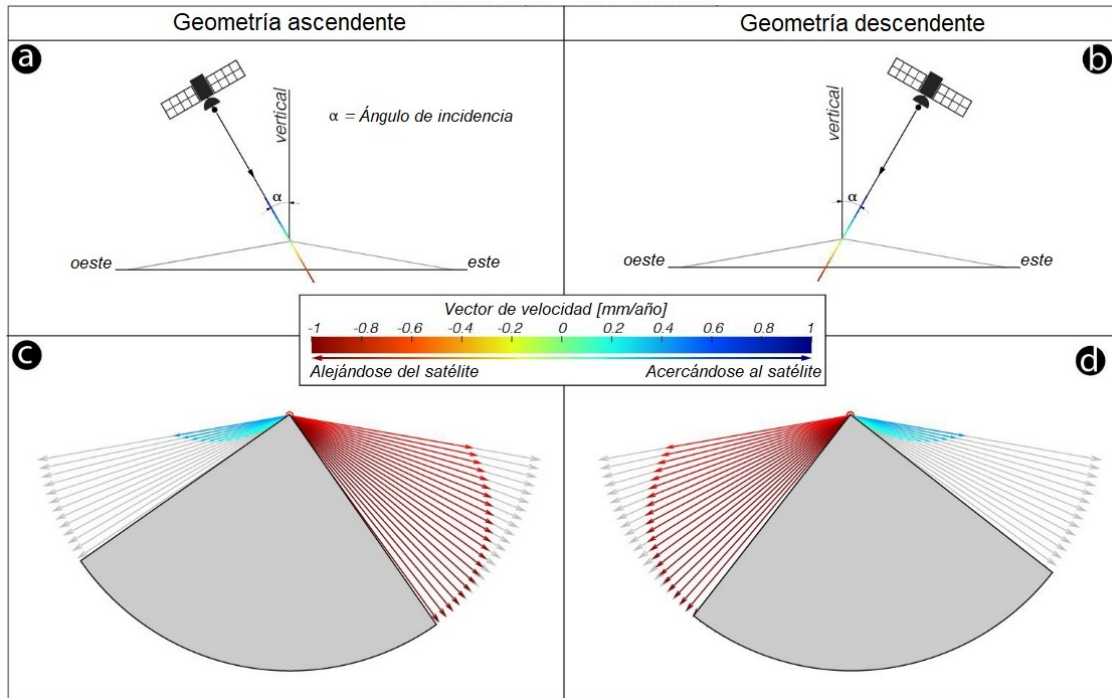 Geometría ascendente
Geometría descendente
a
vertical
α = Ángulo de incidencia
α
oeste
este
b
vertical
α
oeste
este
Vector de velocidad [mm/año]
-1 -0.8 -0.6 -0.4 -0.2 0 0.2 0.4 0.6 0.8 1
Alejándose del satélite
Acercándose al satélite
c
d